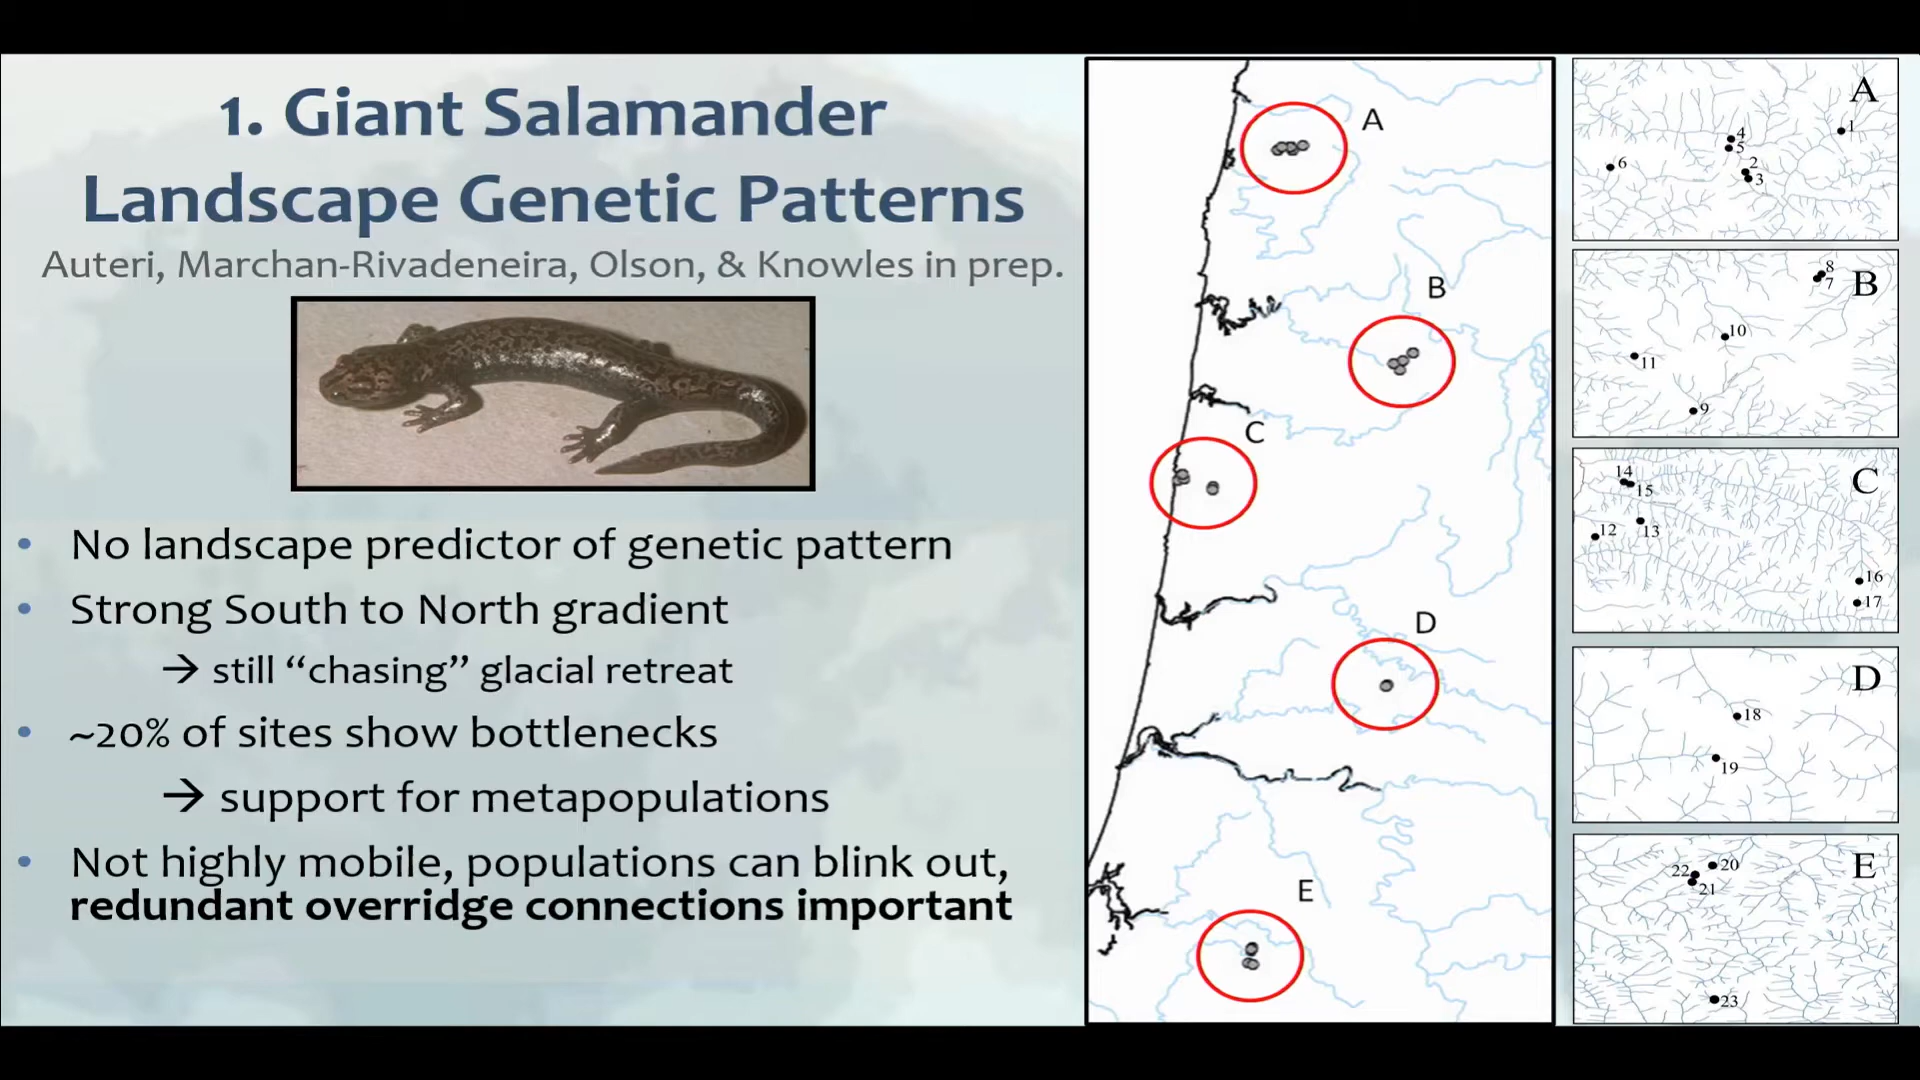 1. Giant Salamander
Landscape Genetic Patterns
Auteri, Marchan-Rivadeneira, Olson, & Knowles in prep.
• No landscape predictor of genetic pattern
• Strong South to North gradient
→ still “chasing” glacial retreat
• ~20% of sites show bottlenecks
→ support for metapopulations
• Not highly mobile, populations can blink out,
redundant overridge connections important
A
B
C
D
E
A
1
4
5
2
3
6
B
8
7
10
11
9
C
14
15
12
13
16
17
D
18
19
E
20
22
21
23